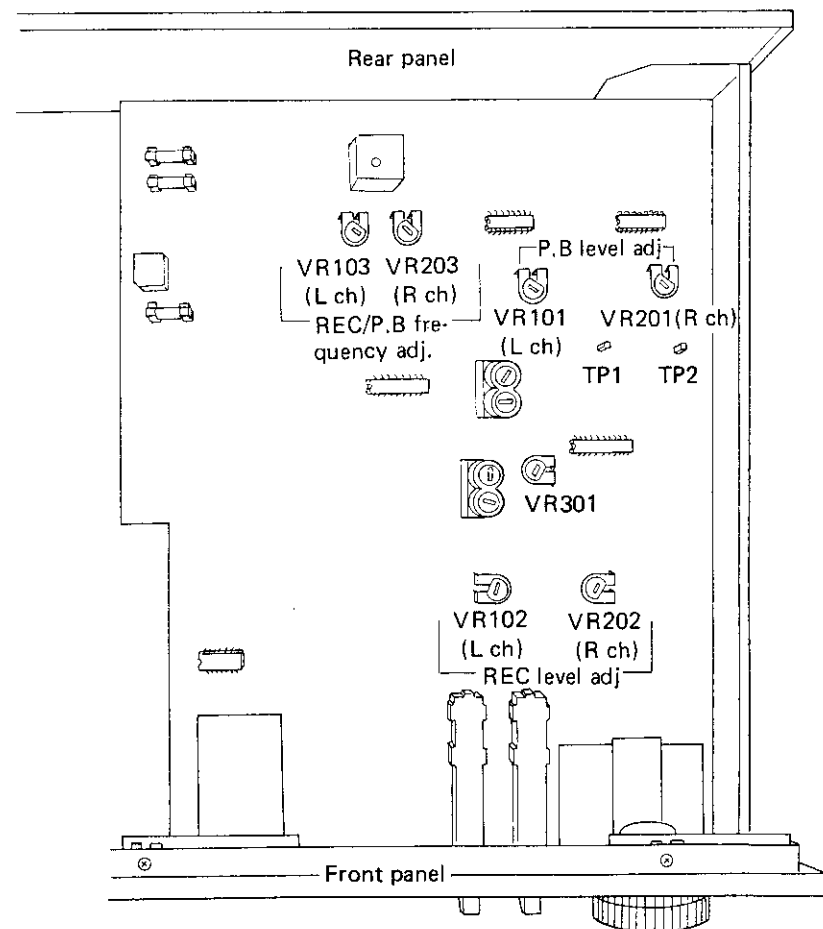 Rear panel
P.B level adj
VR103 VR203
(L ch) (R ch)
REC/P.B fre-
quency adj.
VR101 VR201(R ch)
(L ch)
TP1 TP2
VR301
VR102 VR202
(L ch) (R ch)
REC level adj
Front panel